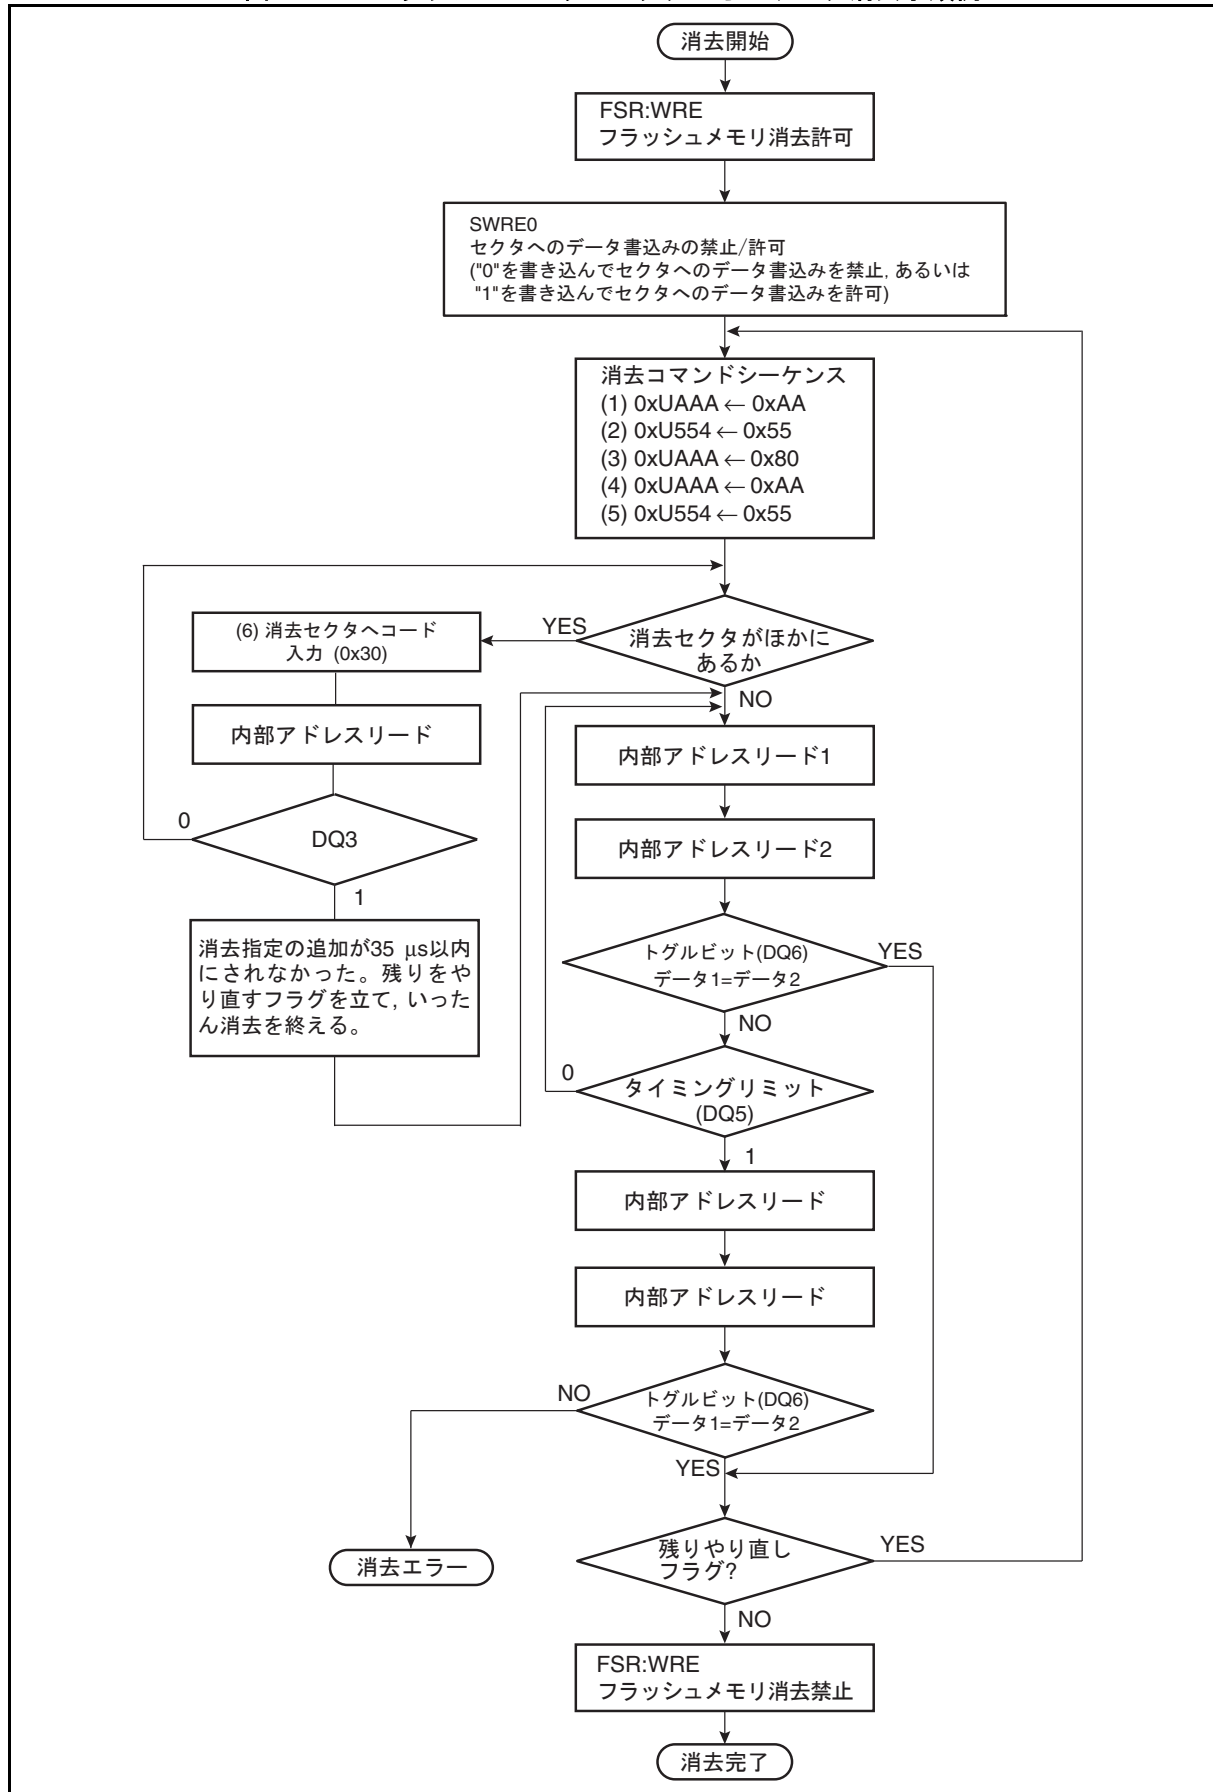 消去開始
FSR:WRE
フラッシュメモリ消去許可
SWRE0
セクタへのデータ書込みの禁止/許可
("0"を書き込んでセクタへのデータ書込みを禁止, あるいは
"1"を書き込んでセクタへのデータ書込みを許可)
消去コマンドシーケンス
(1) 0xUAAA ← 0xAA
(2) 0xU554 ← 0x55
(3) 0xUAAA ← 0x80
(4) 0xUAAA ← 0xAA
(5) 0xU554 ← 0x55
消去セクタがほかに
あるか
YES
NO
(6) 消去セクタへコード
入力 (0x30)
内部アドレスリード
DQ3
0
1
消去指定の追加が35 μs以内
にされなかった。残りをや
り直すフラグを立て, いった
ん消去を終える。
内部アドレスリード1
内部アドレスリード2
トグルビット(DQ6)
データ1=データ2
YES
NO
タイミングリミット
(DQ5)
0
1
内部アドレスリード
内部アドレスリード
トグルビット(DQ6)
データ1=データ2
NO
YES
消去エラー
残りやり直し
フラグ?
YES
NO
FSR:WRE
フラッシュメモリ消去禁止
消去完了